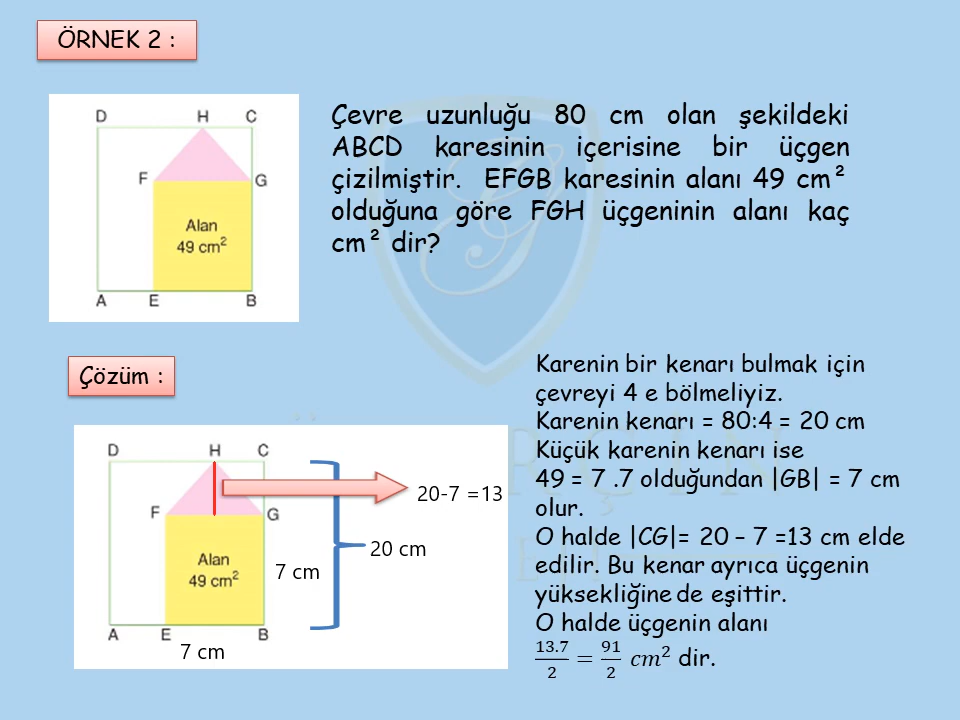 ÖRNEK 2 :
D H C
F G
Alan
49 cm²
A E B
Çevre uzunluğu 80 cm olan şekildeki
ABCD karesinin içerisine bir üçgen
çizilmiştir. EFGB karesinin alanı 49 cm²
olduğuna göre FGH üçgeninin alanı kaç
cm² dir?
Çözüm :
D H C
20-7 =13
F G
20 cm
Alan
49 cm²
7 cm
A E B
7 cm
Karenin bir kenarı bulmak için
çevreyi 4 e bölmeliyiz.
Karenin kenarı = 80:4 = 20 cm
Küçük karenin kenarı ise
49 = 7 .7 olduğundan |GB| = 7 cm
olur.
O halde |CG|= 20 – 7 =13 cm elde
edilir. Bu kenar ayrıca üçgenin
yüksekliğine de eşittir.
O halde üçgenin alanı
13.7/2 = 91/2 cm² dir.